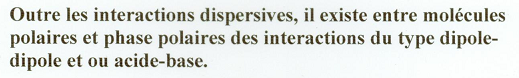 Outre les interactions dispersives, il existe entre molécules
polaires et phase polaires des interactions du type dipole-
dipole et ou acide-base.